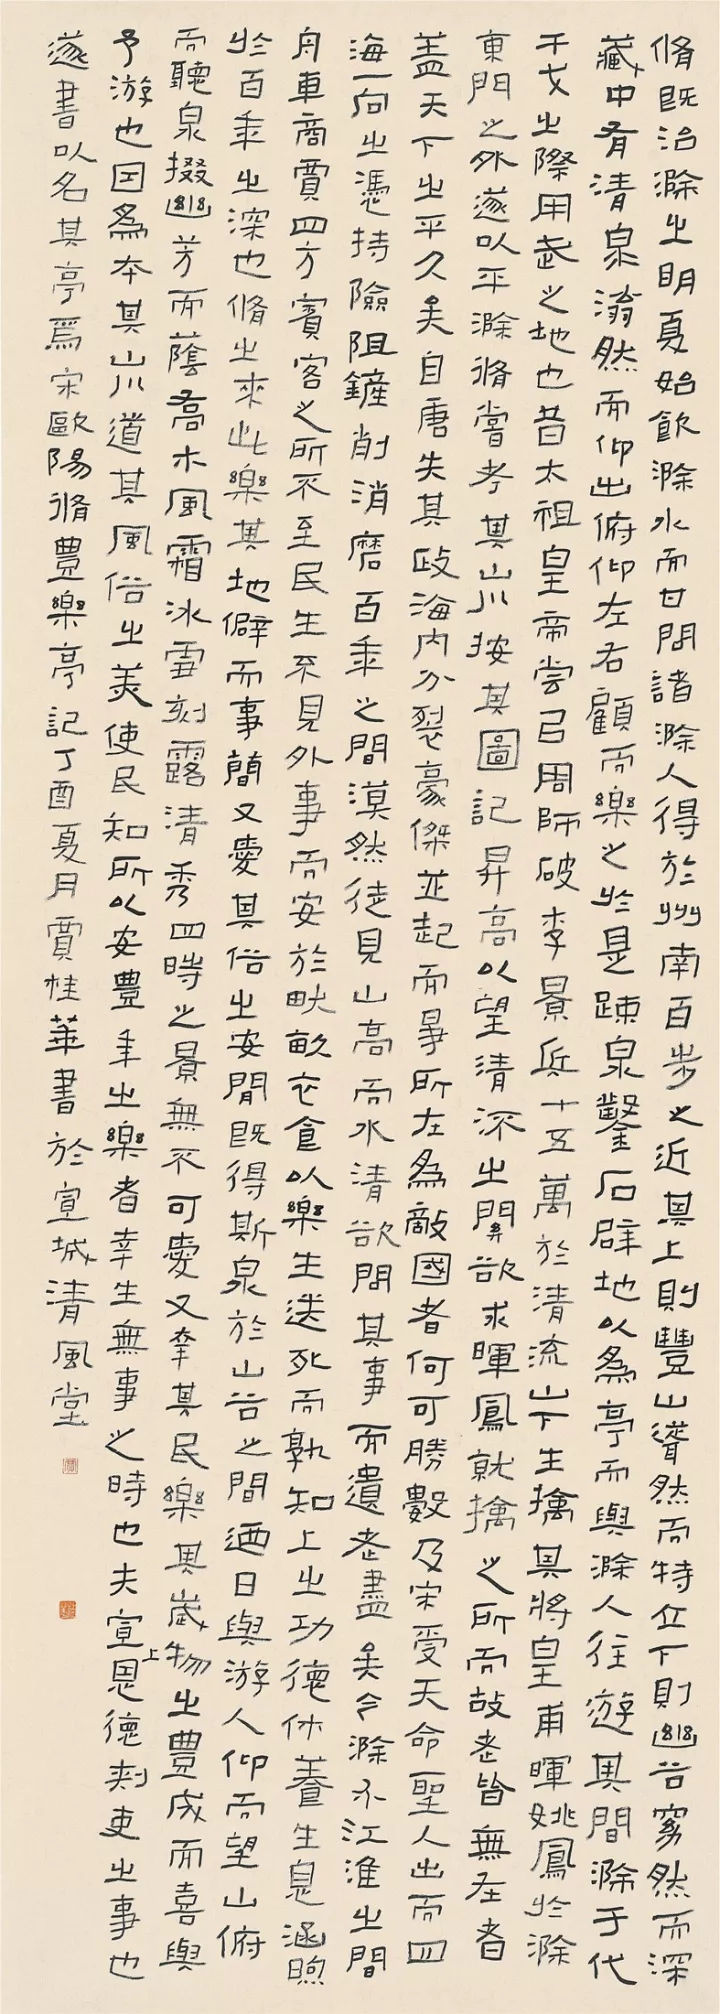 脩既治滁之明夏始飲滁水而甘問諸滁人得於州南百步之近其上則豐山聳然而特立下則幽谷窈然而深
藏中有清泉滃然而仰出俯仰左右顧而樂之於是疎泉鑿石辟地以為亭而與滁人往遊其間滁于代
干戈之際用武之地也昔太祖皇帝嘗以周師破李景兵十五萬於清流山下生擒其將皇甫暉姚鳳於滁
東門之外遂以平滁脩嘗考其山川按其圖記昇高以望清流之關欲求暉鳳就擒之所而故老皆無在者
蓋天下之平久矣自唐失其政海內分裂豪傑並起而爭所在為敵國者何可勝數及宋受天命聖人出而四
海一向之憑恃險阻鏟削消磨百年之間漠然徒見山高而水清欲問其事而遺老盡矣今滁介江淮之間
舟車商賈四方賓客之所不至民生不見外事而安於畎畝衣食以樂生送死而孰知上之功德休養生息涵煦
於百年之深也脩之來此樂其地僻而事簡又愛其俗之安閒既得斯泉於山谷之間迺日與游人仰而望山俯
而聽泉掇幽芳而蔭喬木風霜冰雪刻露清秀四時之景無不可愛又幸其民樂其歲物之豐成而喜與
予游也因為本其山川道其風俗之美使民知所以安豐年之樂者幸生無事之時也夫宣上恩德刺吏之事也
遂書以名其亭焉宋歐陽脩豐樂亭記丁酉夏月賈桂華書於宣城清風堂